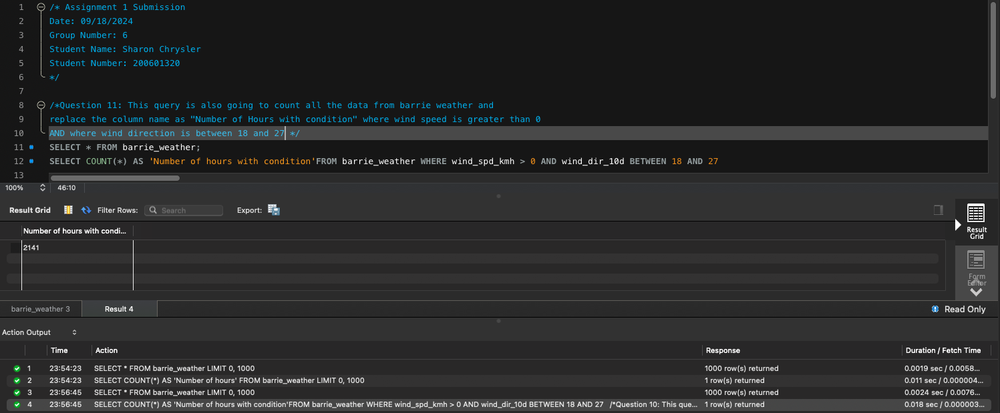 1 /* Assignment 1 Submission
2 Date: 09/18/2024
3 Group Number: 6
4 Student Name: Sharon Chrysler
5 Student Number: 200601320
6 */
7
8 /*Question 11: This query is also going to count all the data from barrie weather and
9 replace the column name as "Number of Hours with condition" where wind speed is greater than 0
10 AND where wind direction is between 18 and 27 */
11 SELECT * FROM barrie_weather;
12 SELECT COUNT(*) AS 'Number of hours with condition'FROM barrie_weather WHERE wind_spd_kmh > 0 AND wind_dir_10d BETWEEN 18 AND 27
13
100% 46:10
Result Grid Filter Rows: Search Export:
Number of hours with condi...
2141
Result
Grid
Form
Editor
barrie_weather 3 Result 4 Read Only
Action Output
Time Action Response Duration / Fetch Time
1 23:54:23 SELECT * FROM barrie_weather LIMIT 0, 1000 1000 row(s) returned 0.0019 sec / 0.0058...
2 23:54:23 SELECT COUNT(*) AS 'Number of hours' FROM barrie_weather LIMIT 0, 1000 1 row(s) returned 0.011 sec / 0.000004...
3 23:56:45 SELECT * FROM barrie_weather LIMIT 0, 1000 1000 row(s) returned 0.0024 sec / 0.0076...
4 23:56:45 SELECT COUNT(*) AS 'Number of hours with condition'FROM barrie_weather WHERE wind_spd_kmh > 0 AND wind_dir_10d BETWEEN 18 AND 27 /*Question 10: This que... 1 row(s) returned 0.018 sec / 0.000003...